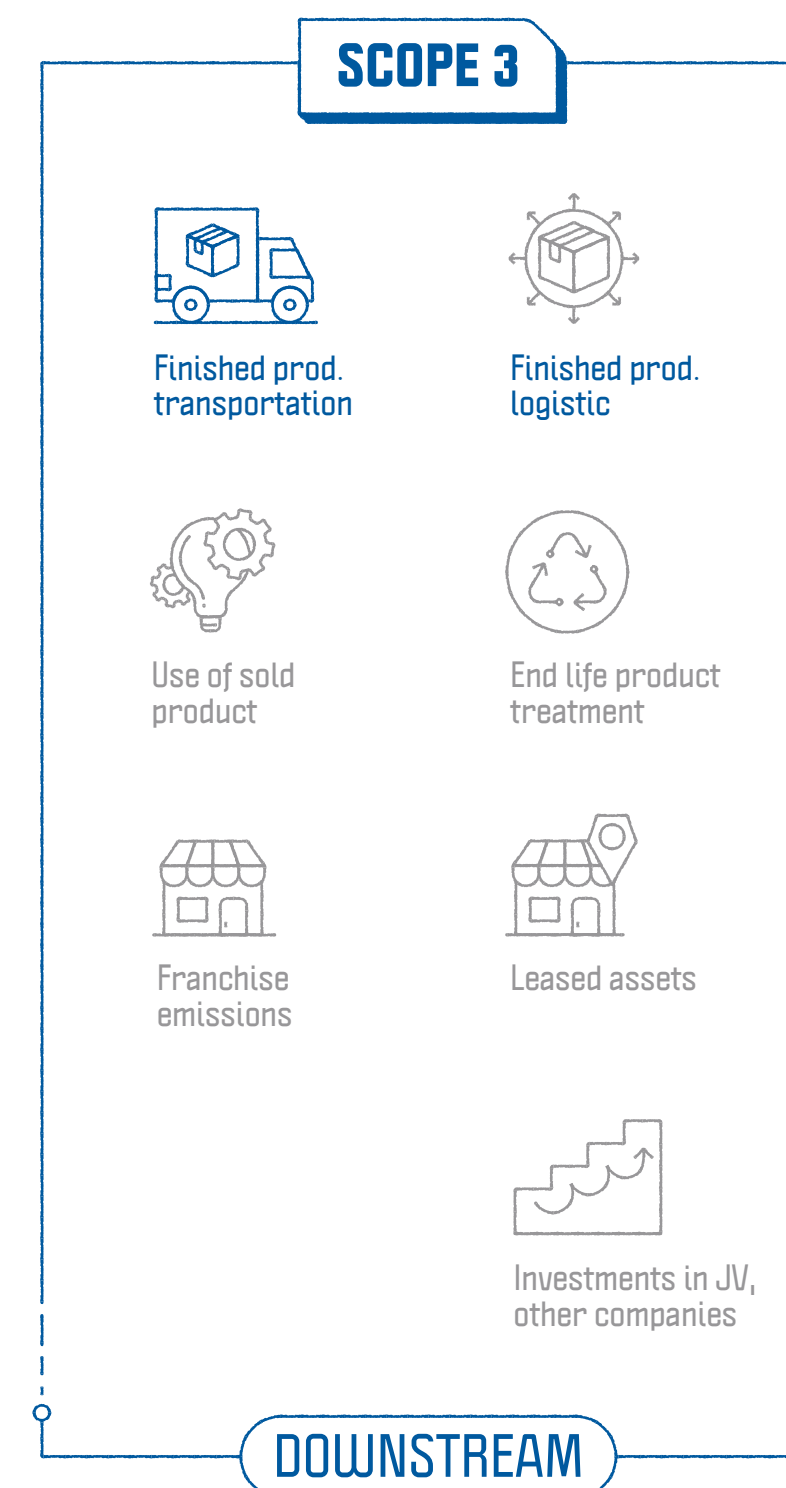 SCOPE 3
Finished prod.
transportation
Finished prod.
logistic
Use of sold
product
End life product
treatment
Franchise
emissions
Leased assets
Investments in JV,
other companies
DOWNSTREAM